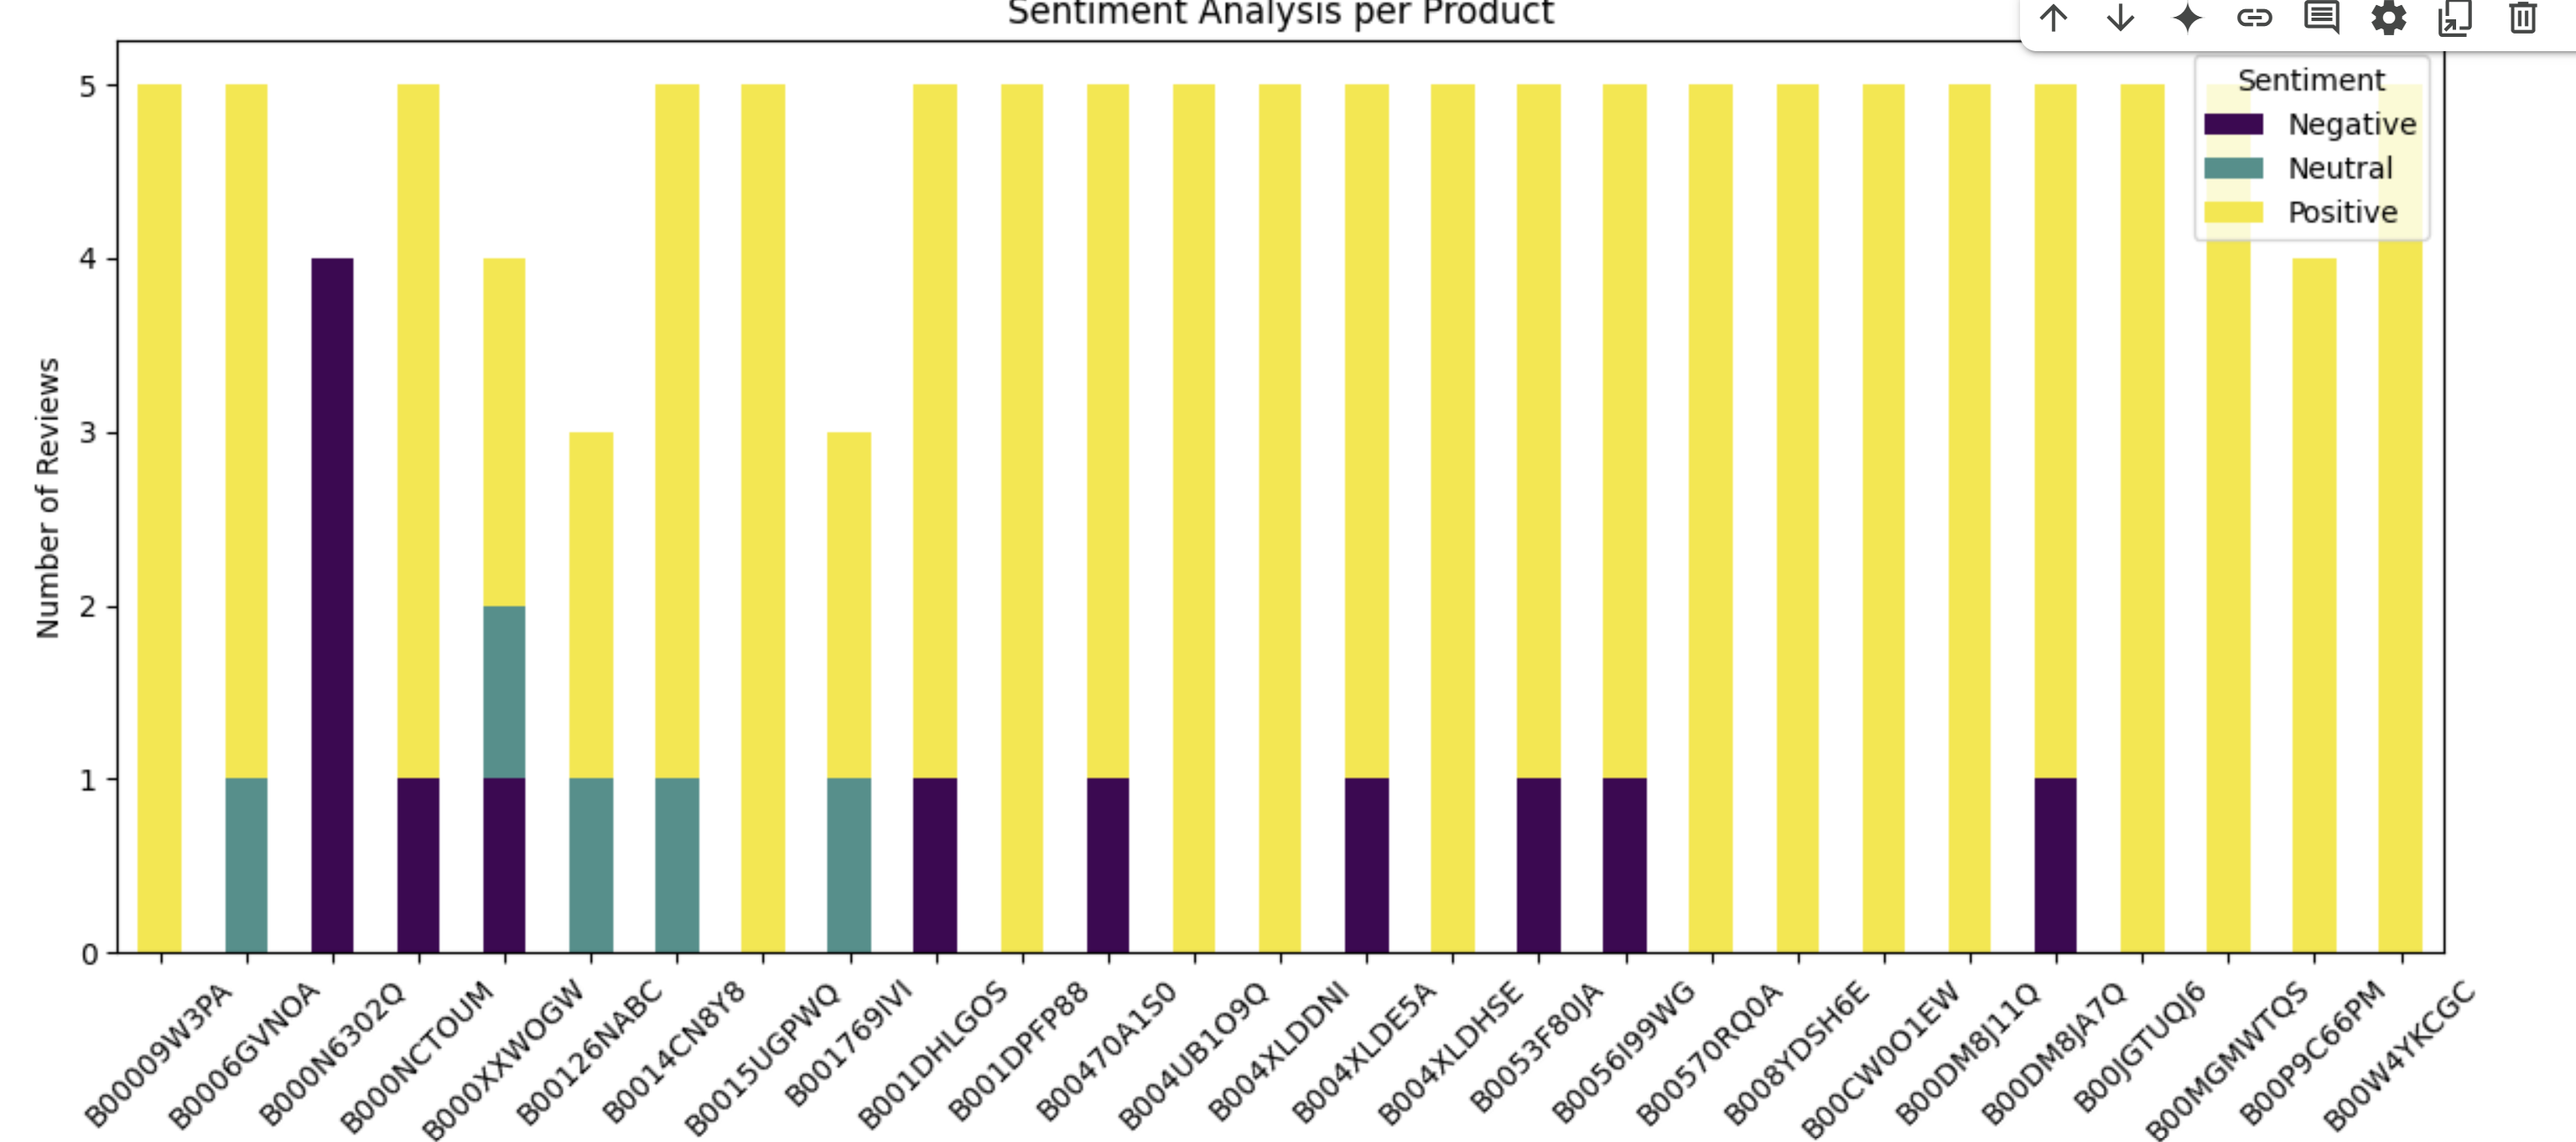 Sentiment Analysis per Product
Sentiment
Negative
Neutral
Positive
Number of Reviews
5
4
3
2
1
0
B00009W3PA
B0006GVNOA
B000N6302Q
B000NCTOUM
B000XXWOGW
B00126NABC
B0014CN8Y8
B0015UGPWQ
B001769IVI
B001DHLGOS
B001DPFP88
B00470A1S0
B004UB1O9Q
B004XLDDNI
B004XLDE5A
B004XLDHSE
B0053F80JA
B0056I99WG
B00570RQ0A
B008YDSH6E
B00CW0O1EW
B00DM8J11Q
B00DM8JA7Q
B00JGTUQJ6
B00MGMWTQS
B00P9C66PM
B00W4YKCGC